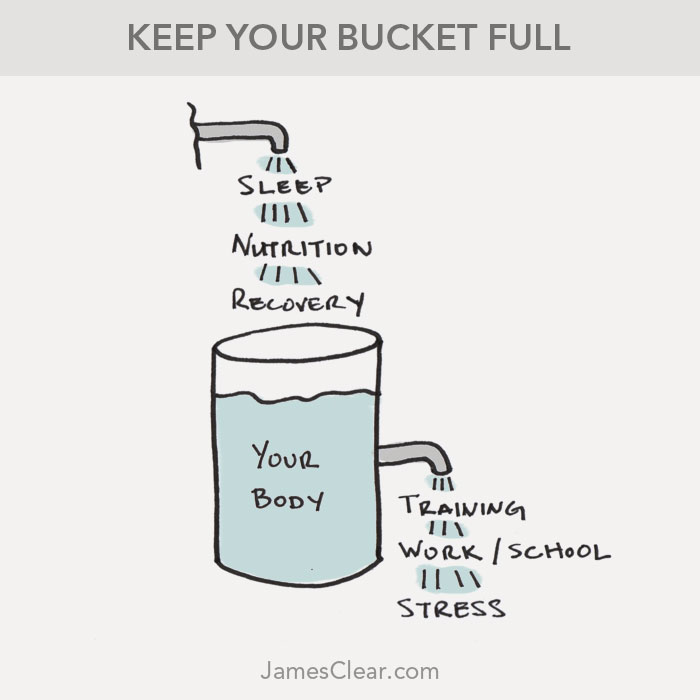 KEEP YOUR BUCKET FULL
SLEEP
NUTRITION
RECOVERY
YOUR
BODY
TRAINING
WORK / SCHOOL
STRESS
JamesClear.com